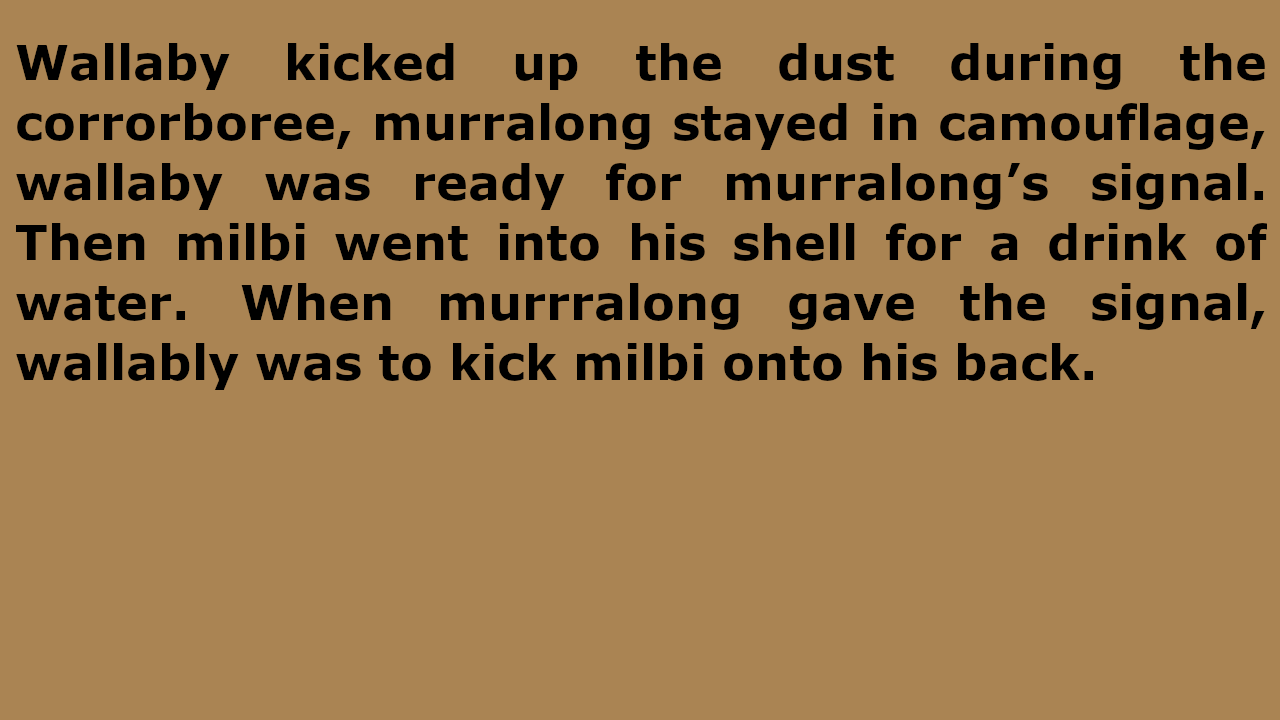 Wallaby kicked up the dust during the
corrorboree, murralong stayed in camouflage,
wallaby was ready for murralong’s signal.
Then milbi went into his shell for a drink of
water. When murrralong gave the signal,
wallably was to kick milbi onto his back.